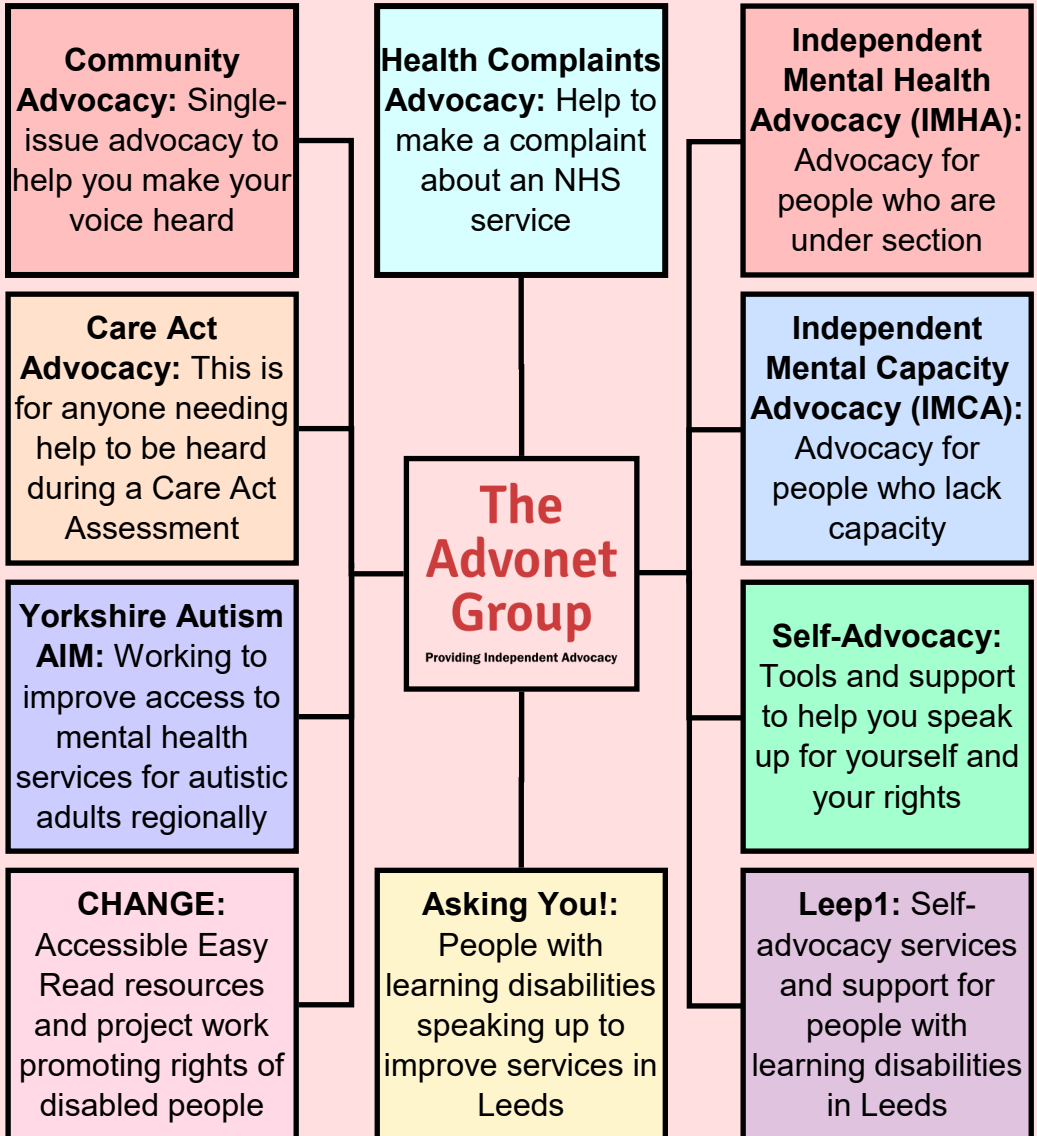 Community
Advocacy: Single-
issue advocacy to
help you make your
voice heard
Health Complaints
Advocacy: Help to
make a complaint
about an NHS
service
Independent
Mental Health
Advocacy (IMHA):
Advocacy for
people who are
under section
Care Act
Advocacy: This is
for anyone needing
help to be heard
during a Care Act
Assessment
Independent
Mental Capacity
Advocacy (IMCA):
Advocacy for
people who lack
capacity
The
Advonet
Group
Providing Independent Advocacy
Yorkshire Autism
AIM: Working to
improve access to
mental health
services for autistic
adults regionally
Self-Advocacy:
Tools and support
to help you speak
up for yourself and
your rights
CHANGE:
Accessible Easy
Read resources
and project work
promoting rights of
disabled people
Asking You!:
People with
learning disabilities
speaking up to
improve services in
Leeds
Leep1: Self-
advocacy services
and support for
people with
learning disabilities
in Leeds